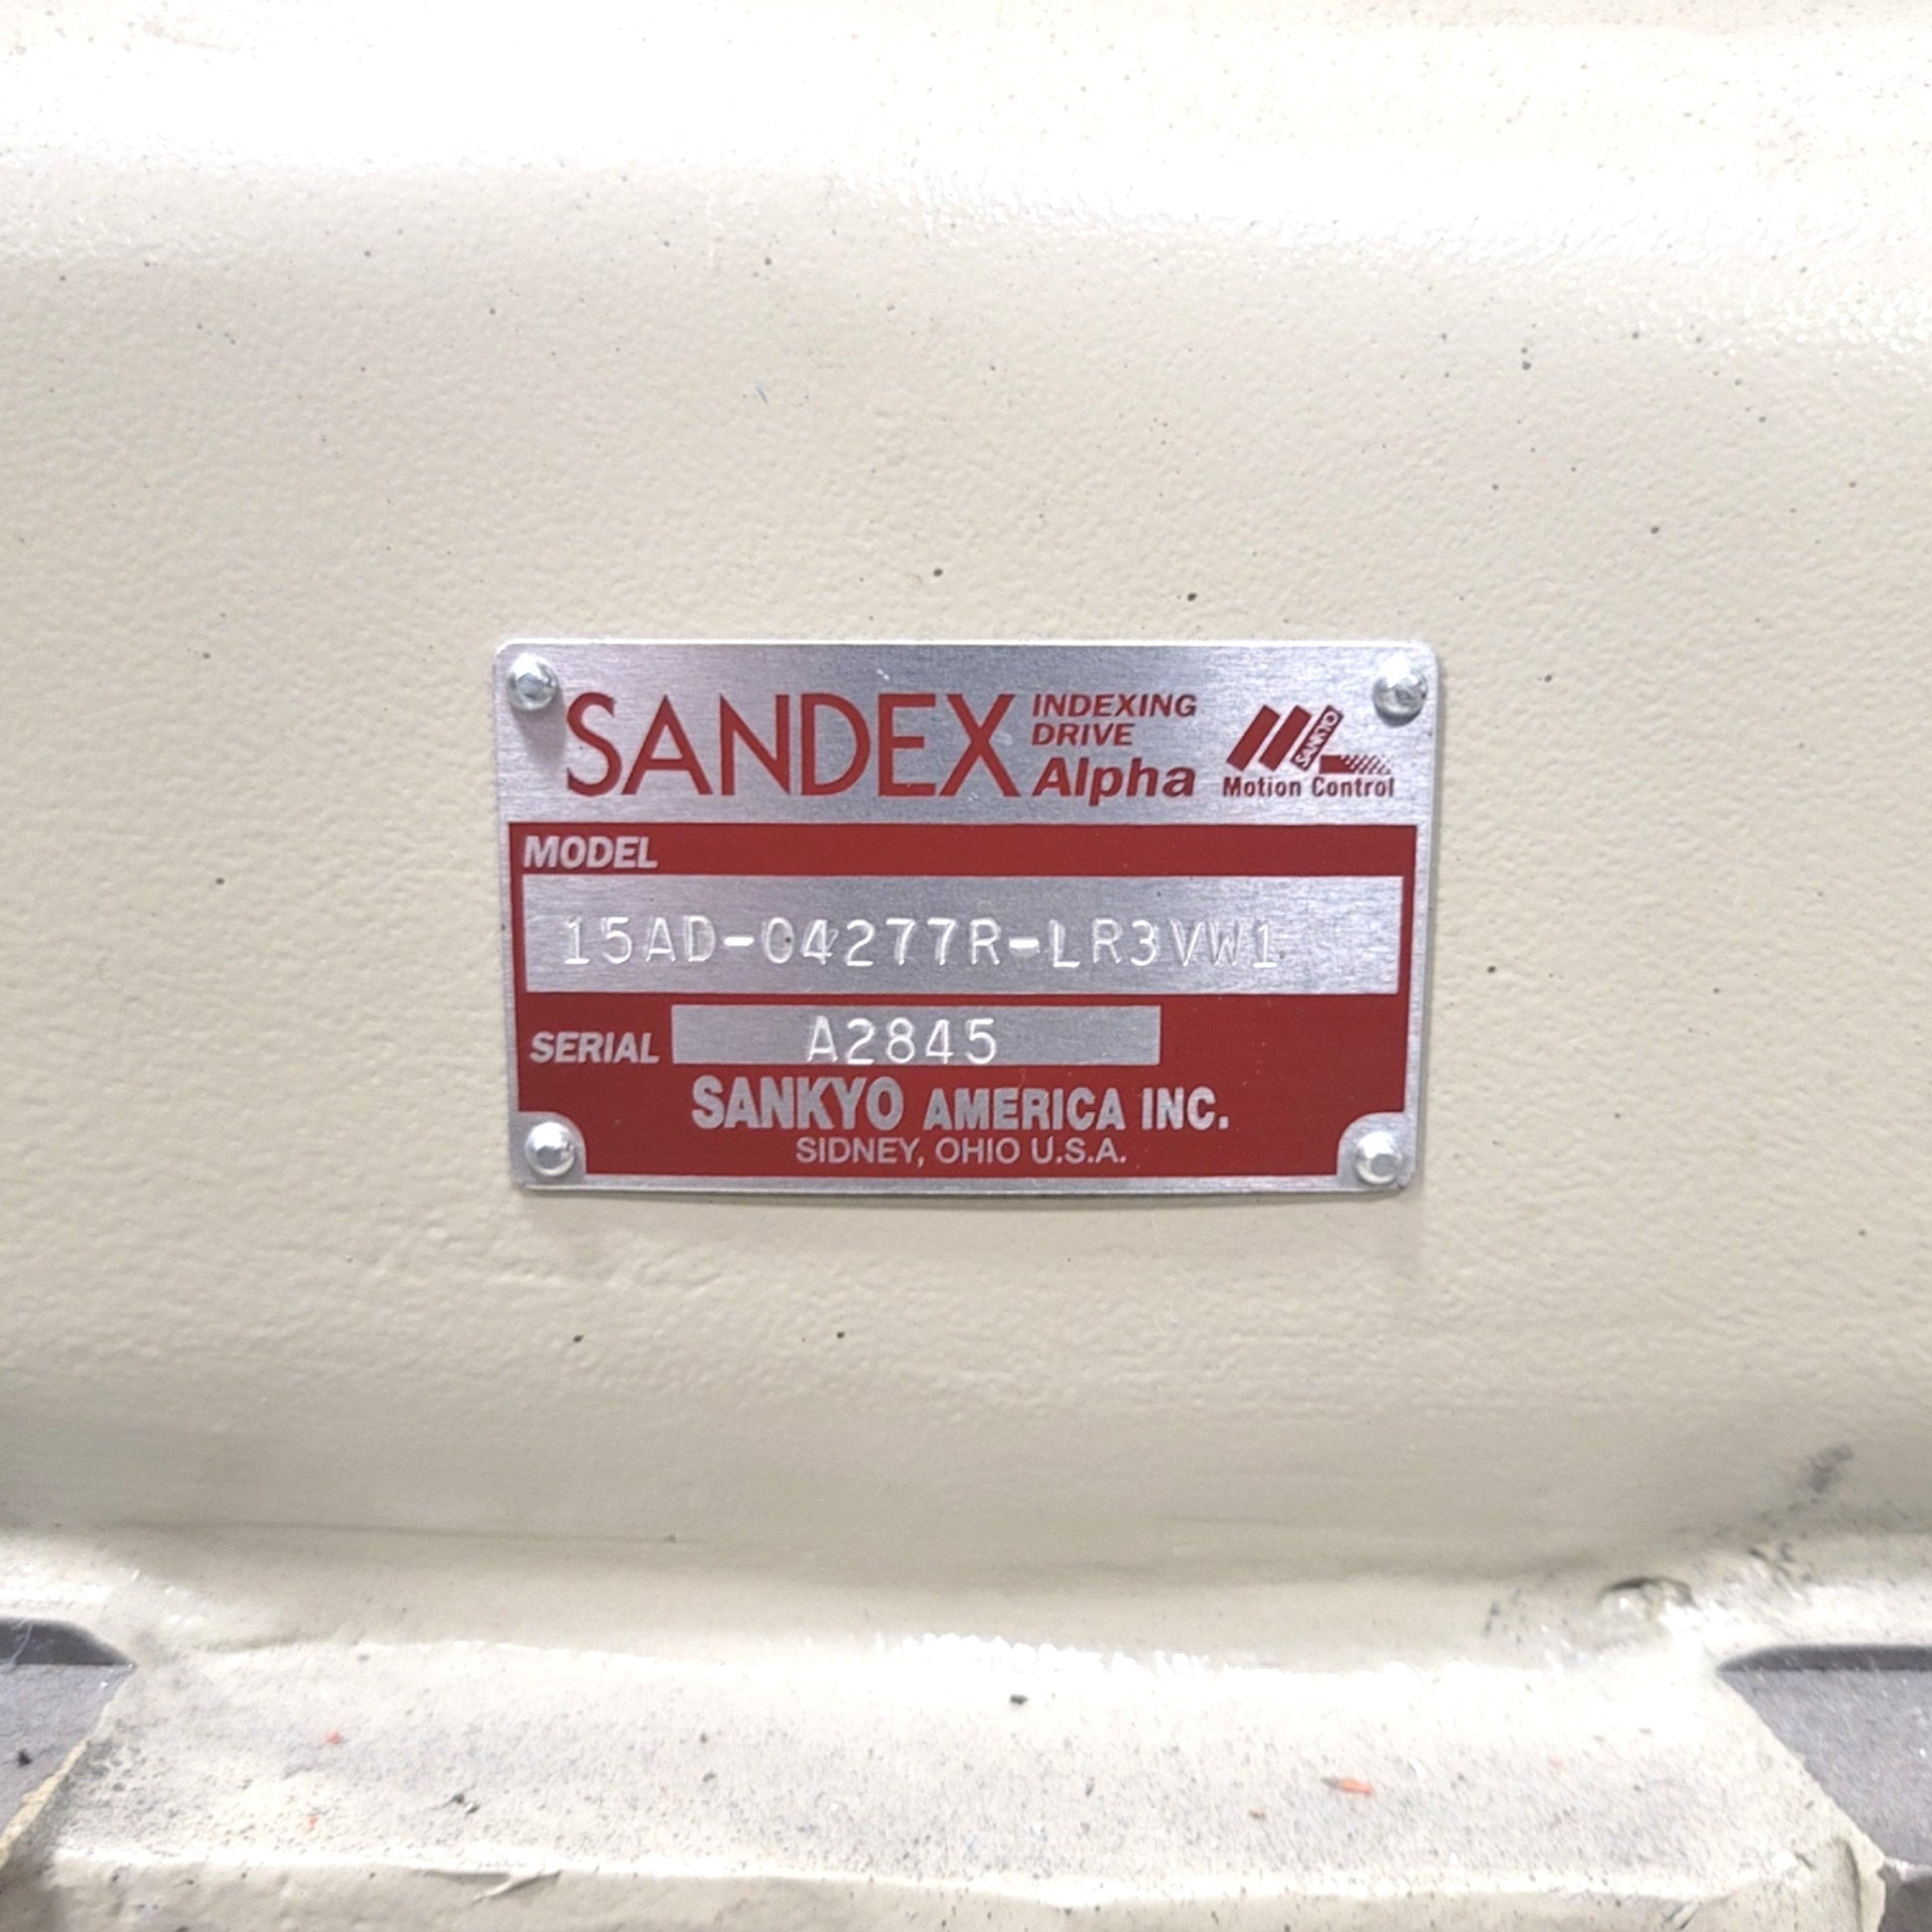 SANDEX INDEXING DRIVE Alpha
SANKYO
Motion Control
MODEL
15AD-04277R-LR3VW1
SERIAL A2845
SANKYO AMERICA INC.
SIDNEY, OHIO U.S.A.